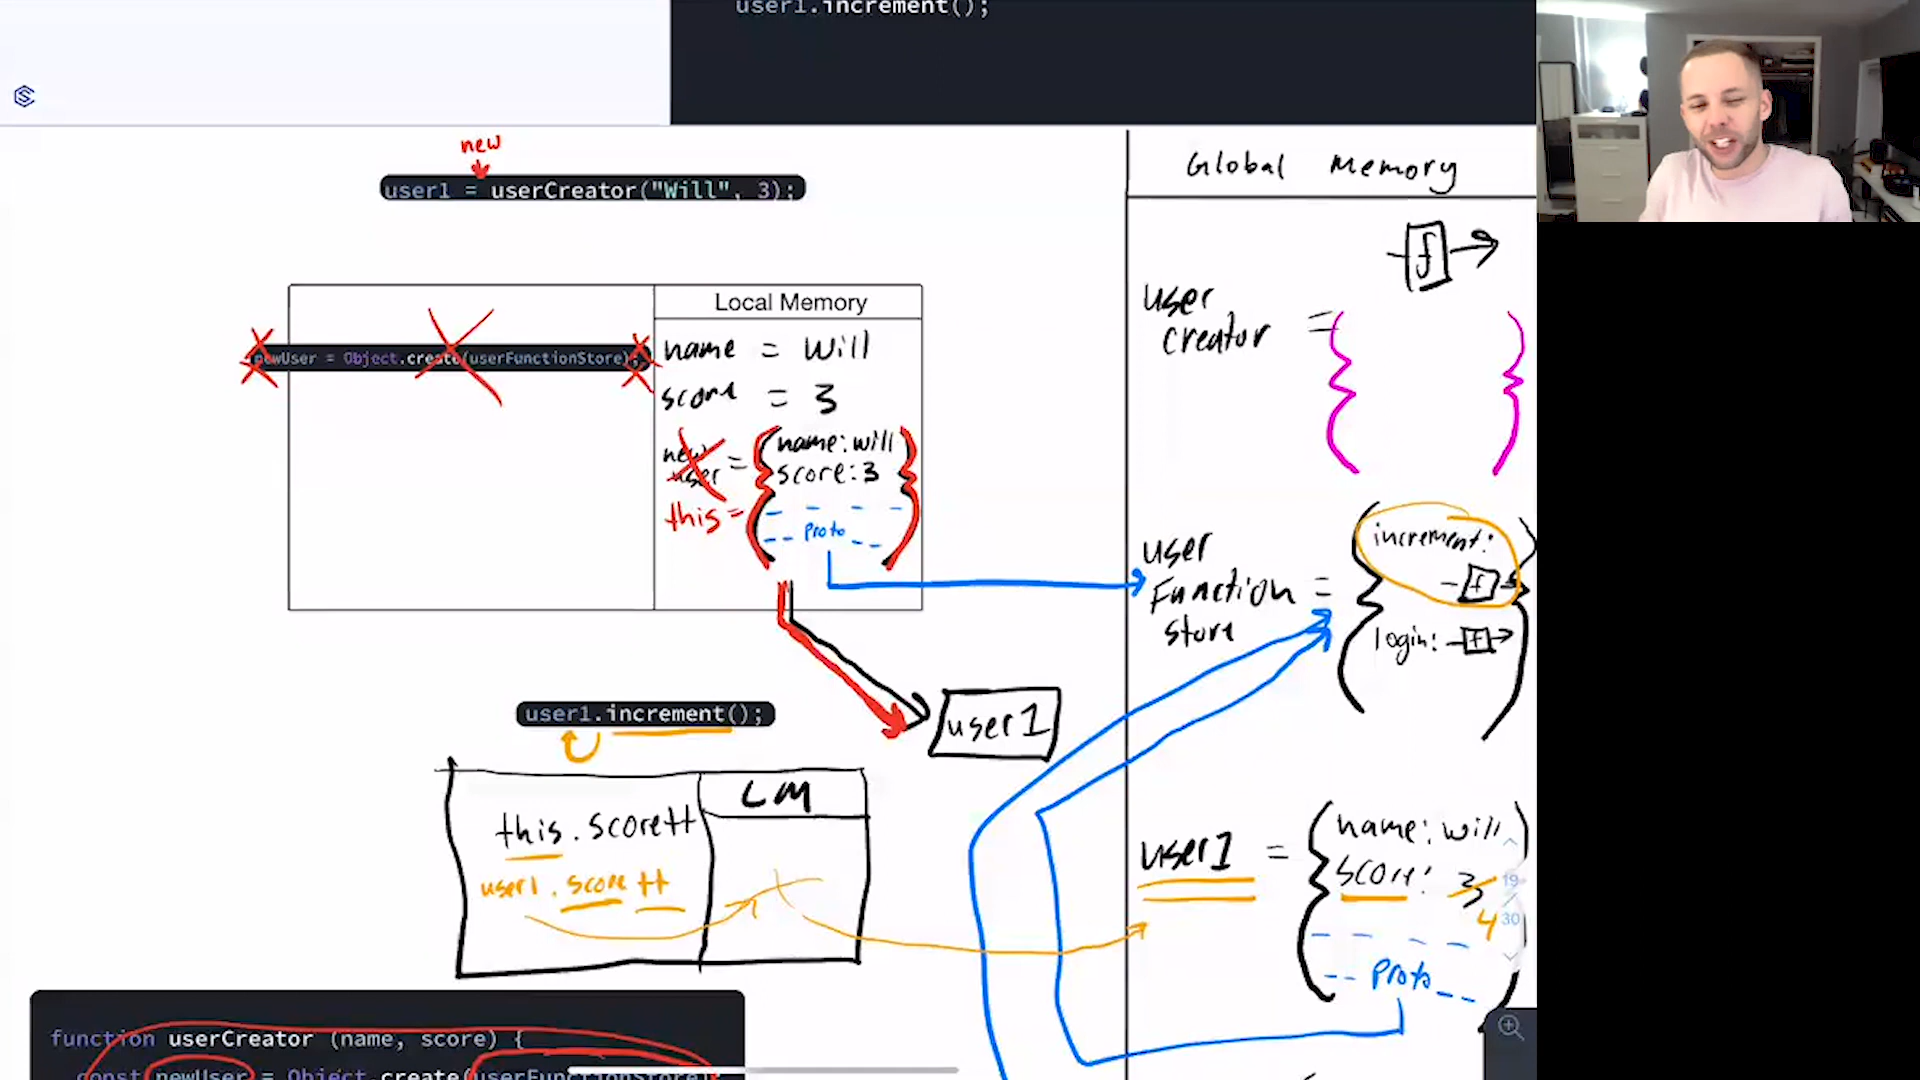 user1.increment();
new
user1 = userCreator("Will", 3);
Global Memory
f
user creator =
Local Memory
newUser = Object.create(userFunctionStore);
name = Will
score = 3
new user = name: will
score: 3
this =
-- proto --
user Function store =
increment:
f
login: f
user1
user1.increment();
LM
this.score++
user1.score++
user1 =
name: will
score: 3
4
-- proto --
19
30
function userCreator (name, score) {
const newUser = Object.create(userFunctionStore);